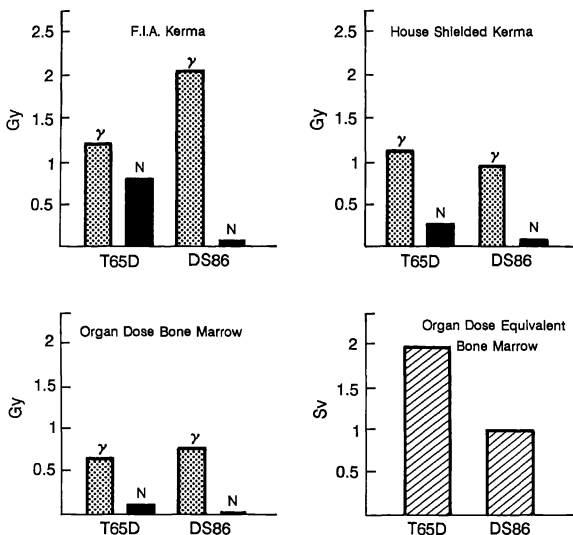 F.I.A. Kerma
2.5
2
1.5
1
0.5
Gy
γ
N
γ
N
T65D DS86
House Shielded Kerma
2.5
2
1.5
1
0.5
Gy
γ
N
γ
N
T65D DS86
Organ Dose Bone Marrow
2
1.5
1
0.5
Gy
γ
N
γ
N
T65D DS86
Organ Dose Equivalent
Bone Marrow
2
1.5
1
0.5
Sv
T65D DS86